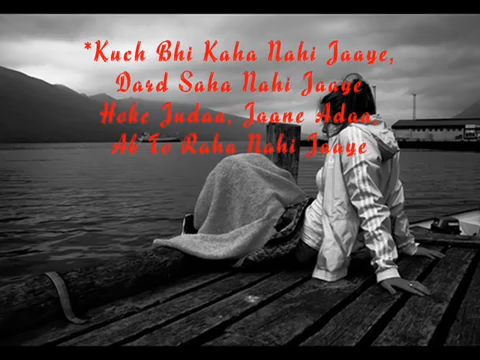 *Kuch Bhi Kaha Nahi Jaaye,
Dard Saha Nahi Jaaye
Hoke Judaa, Jaane Adaa,
Ab To Raha Nahi Jaaye